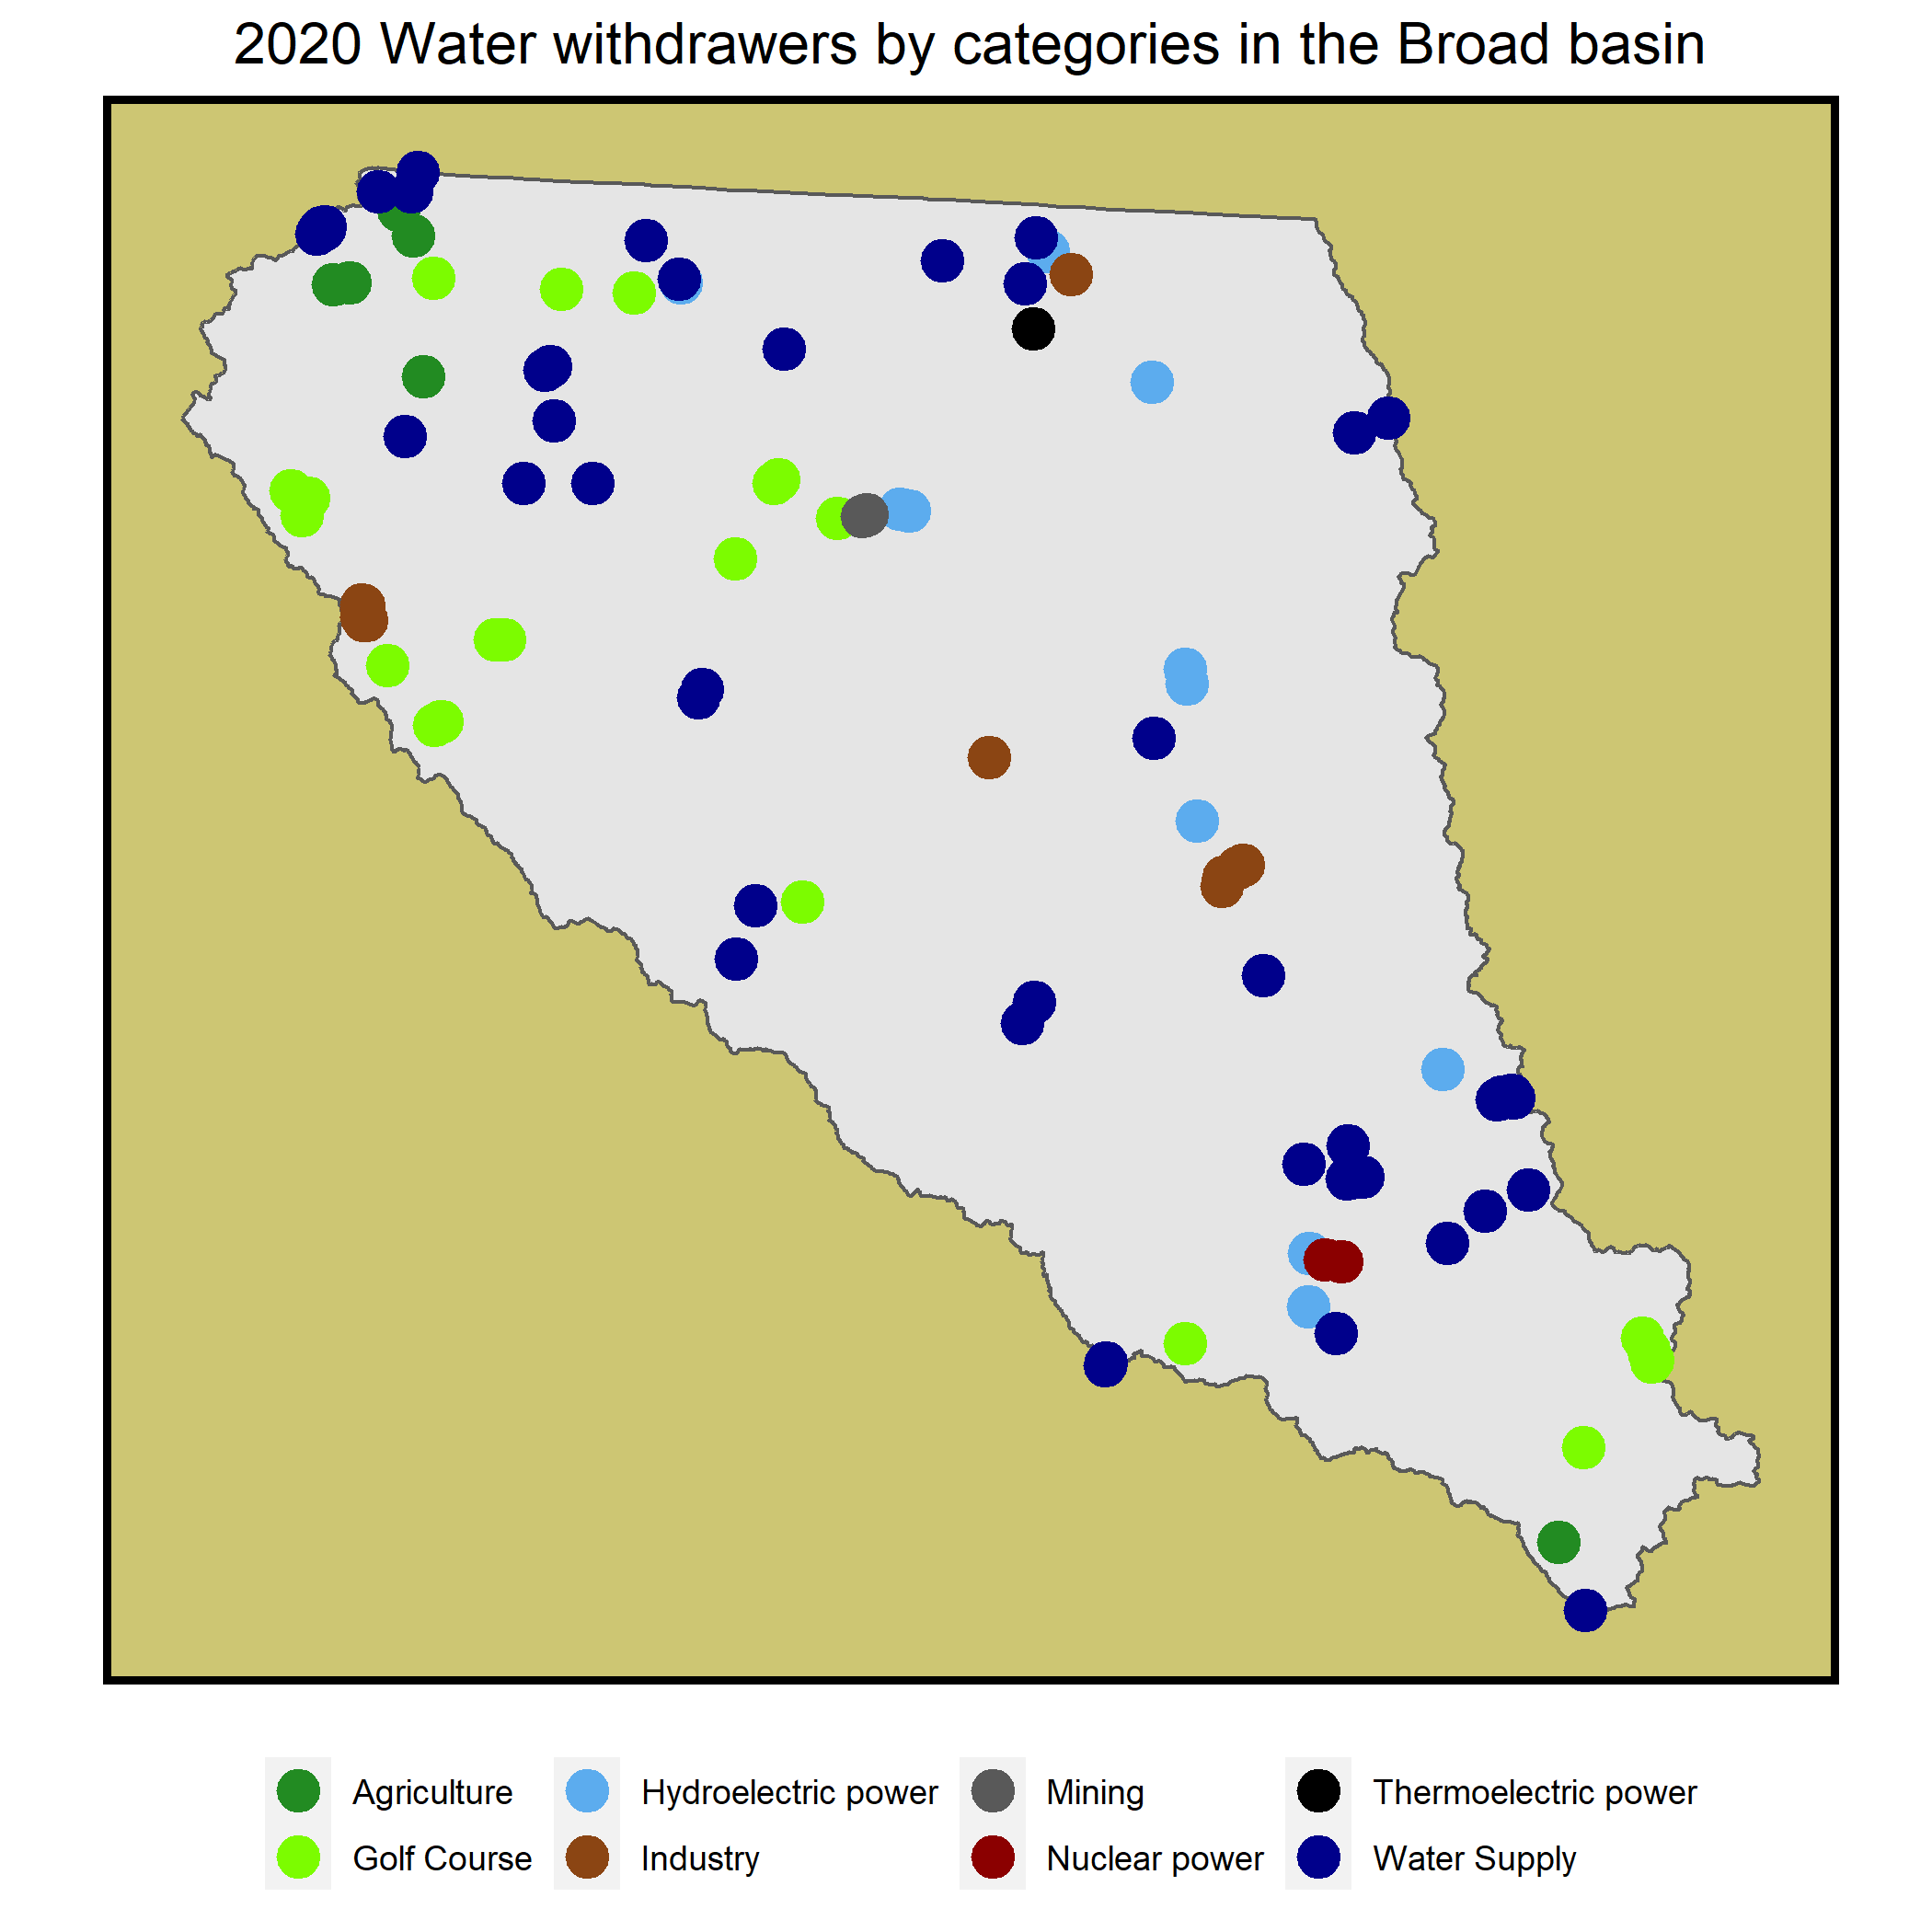 2020 Water withdrawers by categories in the Broad basin
Agriculture Hydroelectric power Mining Thermoelectric power
Golf Course Industry Nuclear power Water Supply